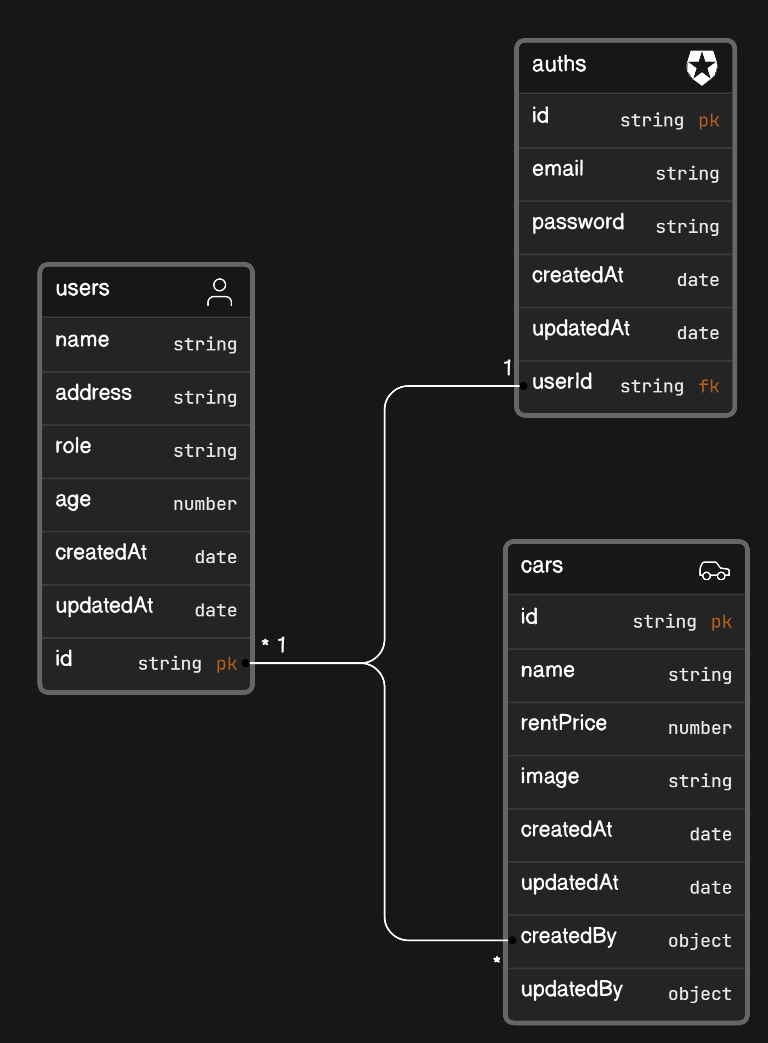 users
name string
address string
role string
age number
createdAt date
updatedAt date
id string pk
* 1
auths
id string pk
email string
password string
createdAt date
updatedAt date
1
userId string fk
cars
id string pk
name string
rentPrice number
image string
createdAt date
updatedAt date
createdBy object
*
updatedBy object